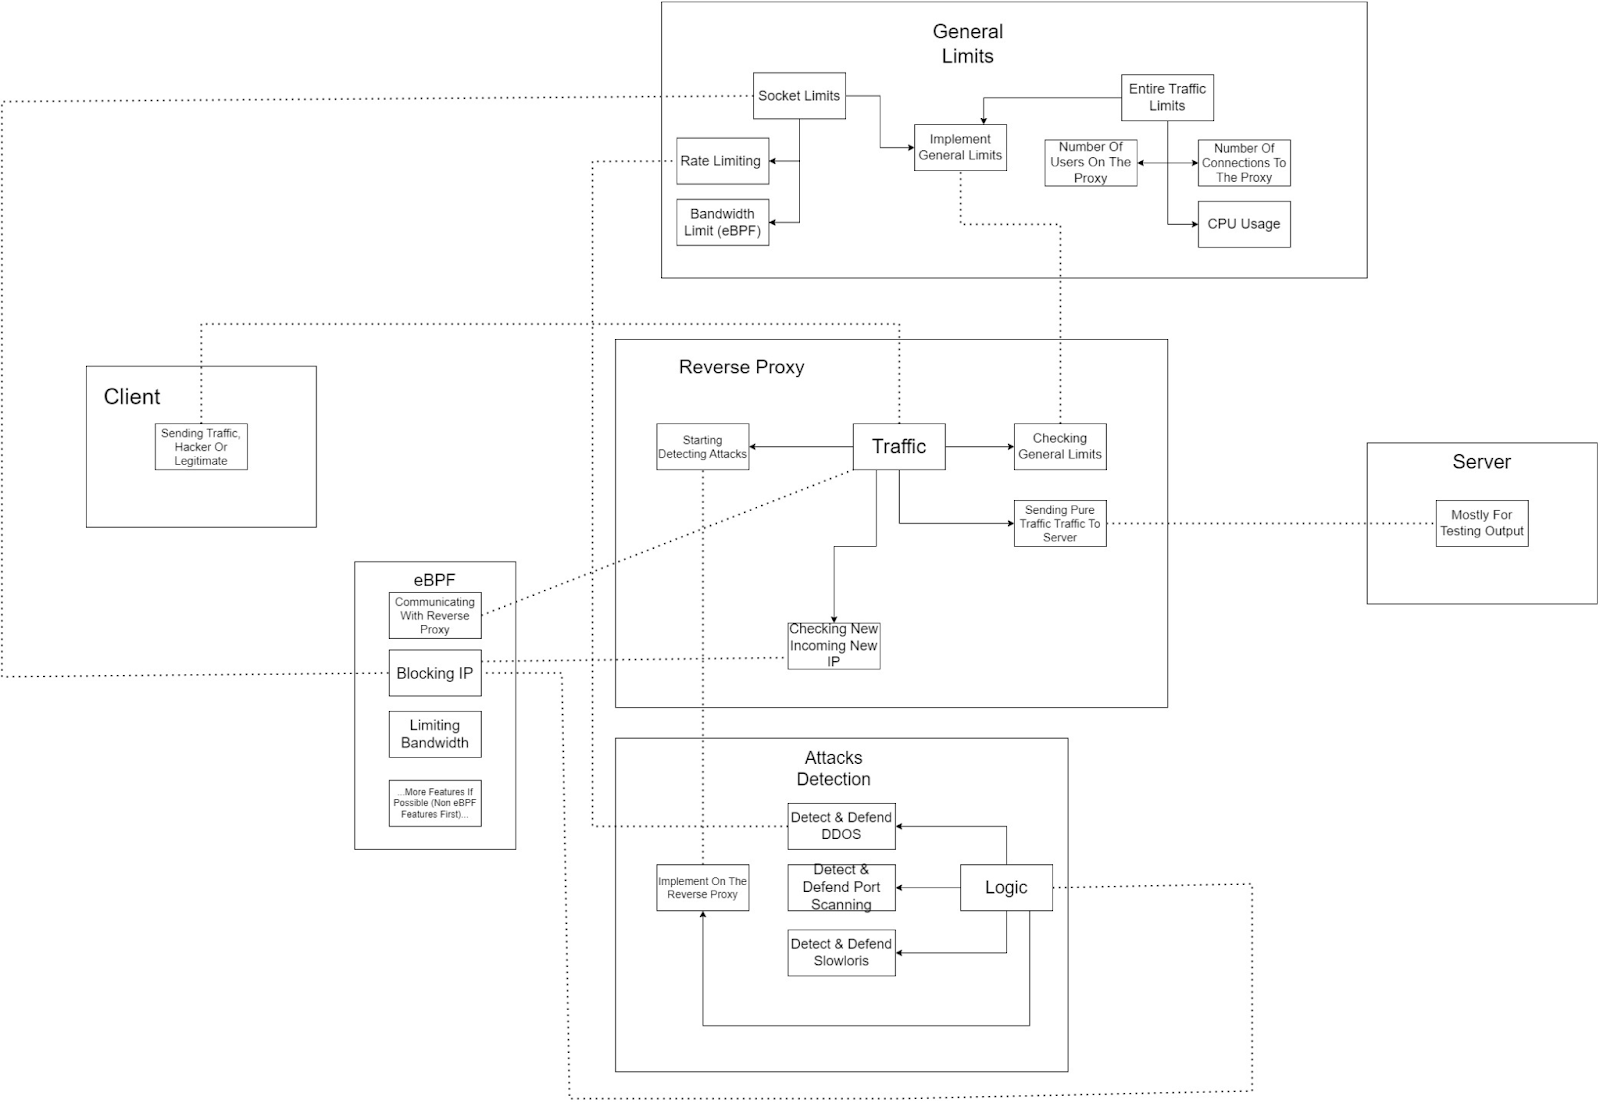 General
Limits
Socket Limits
Entire Traffic
Limits
Implement
General Limits
Rate Limiting
Number Of
Users On The
Proxy
Number Of
Connections To
The Proxy
Bandwidth
Limit (eBPF)
CPU Usage
Client
Sending Traffic,
Hacker Or
Legitimate
Reverse Proxy
Starting
Detecting Attacks
Traffic
Checking
General Limits
Sending Pure
Traffic Traffic To
Server
Checking New
Incoming New
IP
Server
Mostly For
Testing Output
eBPF
Communicating
With Reverse
Proxy
Blocking IP
Limiting
Bandwidth
...More Features If
Possible (Non eBPF
Features First)...
Attacks
Detection
Detect & Defend
DDOS
Implement On The
Reverse Proxy
Detect &
Defend Port
Scanning
Logic
Detect & Defend
Slowloris